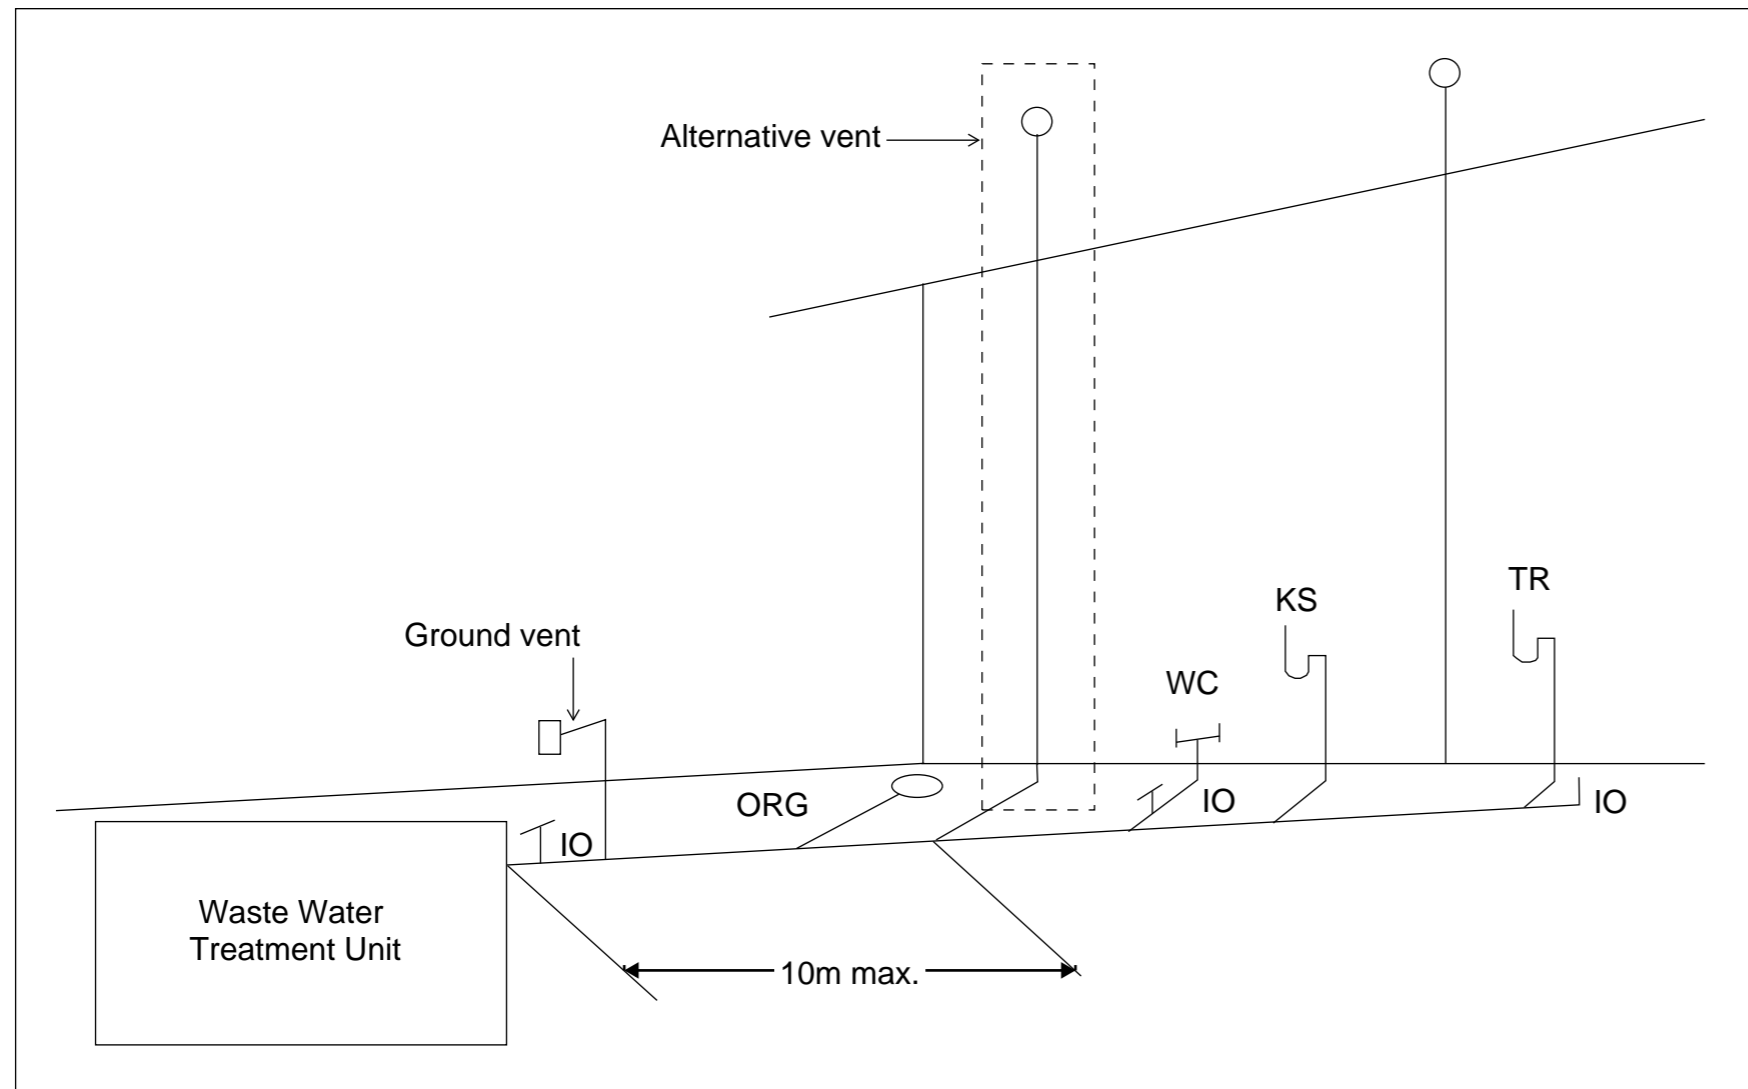 Alternative vent
TR
KS
Ground vent
WC
ORG
IO
IO
IO
Waste Water
Treatment Unit
10m max.